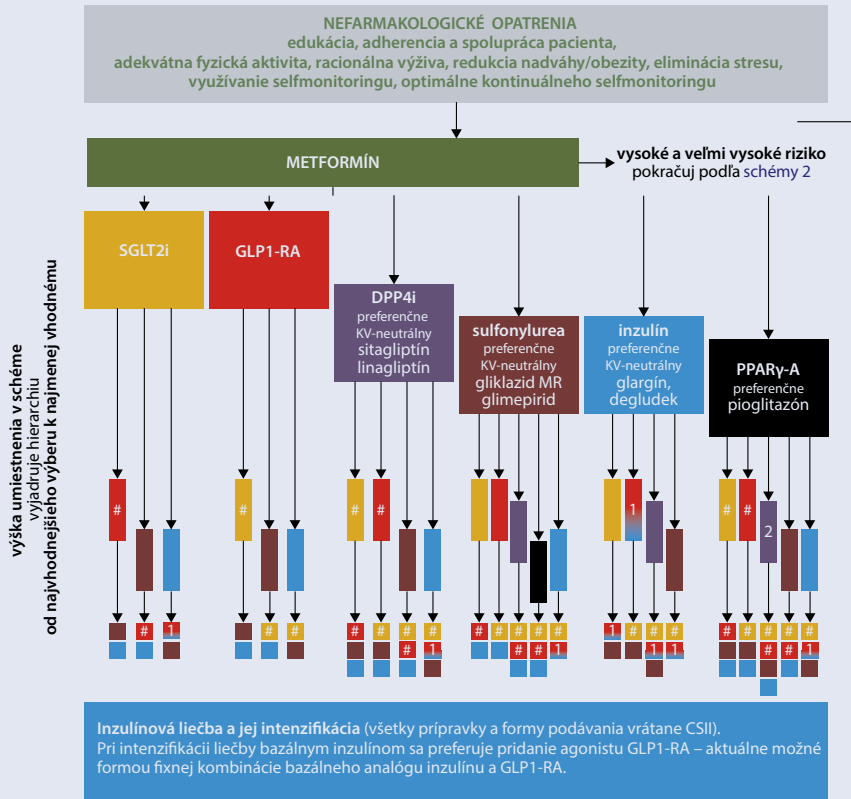 NEFARMAKOLOGICKÉ OPATRENIA
edukácia, adherencia a spolupráca pacienta,
adekvátna fyzická aktivita, racionálna výživa, redukcia nadváhy/obezity, eliminácia stresu,
využívanie selfmonitoringu, optimálne kontinuálneho selfmonitoringu
METFORMÍN
vysoké a veľmi vysoké riziko
pokračuj podľa schémy 2
výška umiestnenia v schéme
vyjadruje hierarchiu
od najvhodnejšieho výberu k najmenej vhodnému
SGLT2i
GLP1-RA
DPP4i
preferenčne
KV-neutrálny
sitagliptín
linagliptín
sulfonylurea
preferenčne
KV-neutrálny
gliklazid MR
glimepirid
inzulín
preferenčne
KV-neutrálny
glargín,
degludek
PPARγ-A
preferenčne
pioglitazón
# # # # 1 # # 2
# 1 # # # # # # # # # 1 # # # # # # # #
# 1 # # 1 1 1 # # # 1
Inzulínová liečba a jej intenzifikácia (všetky prípravky a formy podávania vrátane CSII).
Pri intenzifikácii liečby bazálnym inzulínom sa preferuje pridanie agonistu GLP1-RA – aktuálne možné
formou fixnej kombinácie bazálneho analógu inzulínu a GLP1-RA.